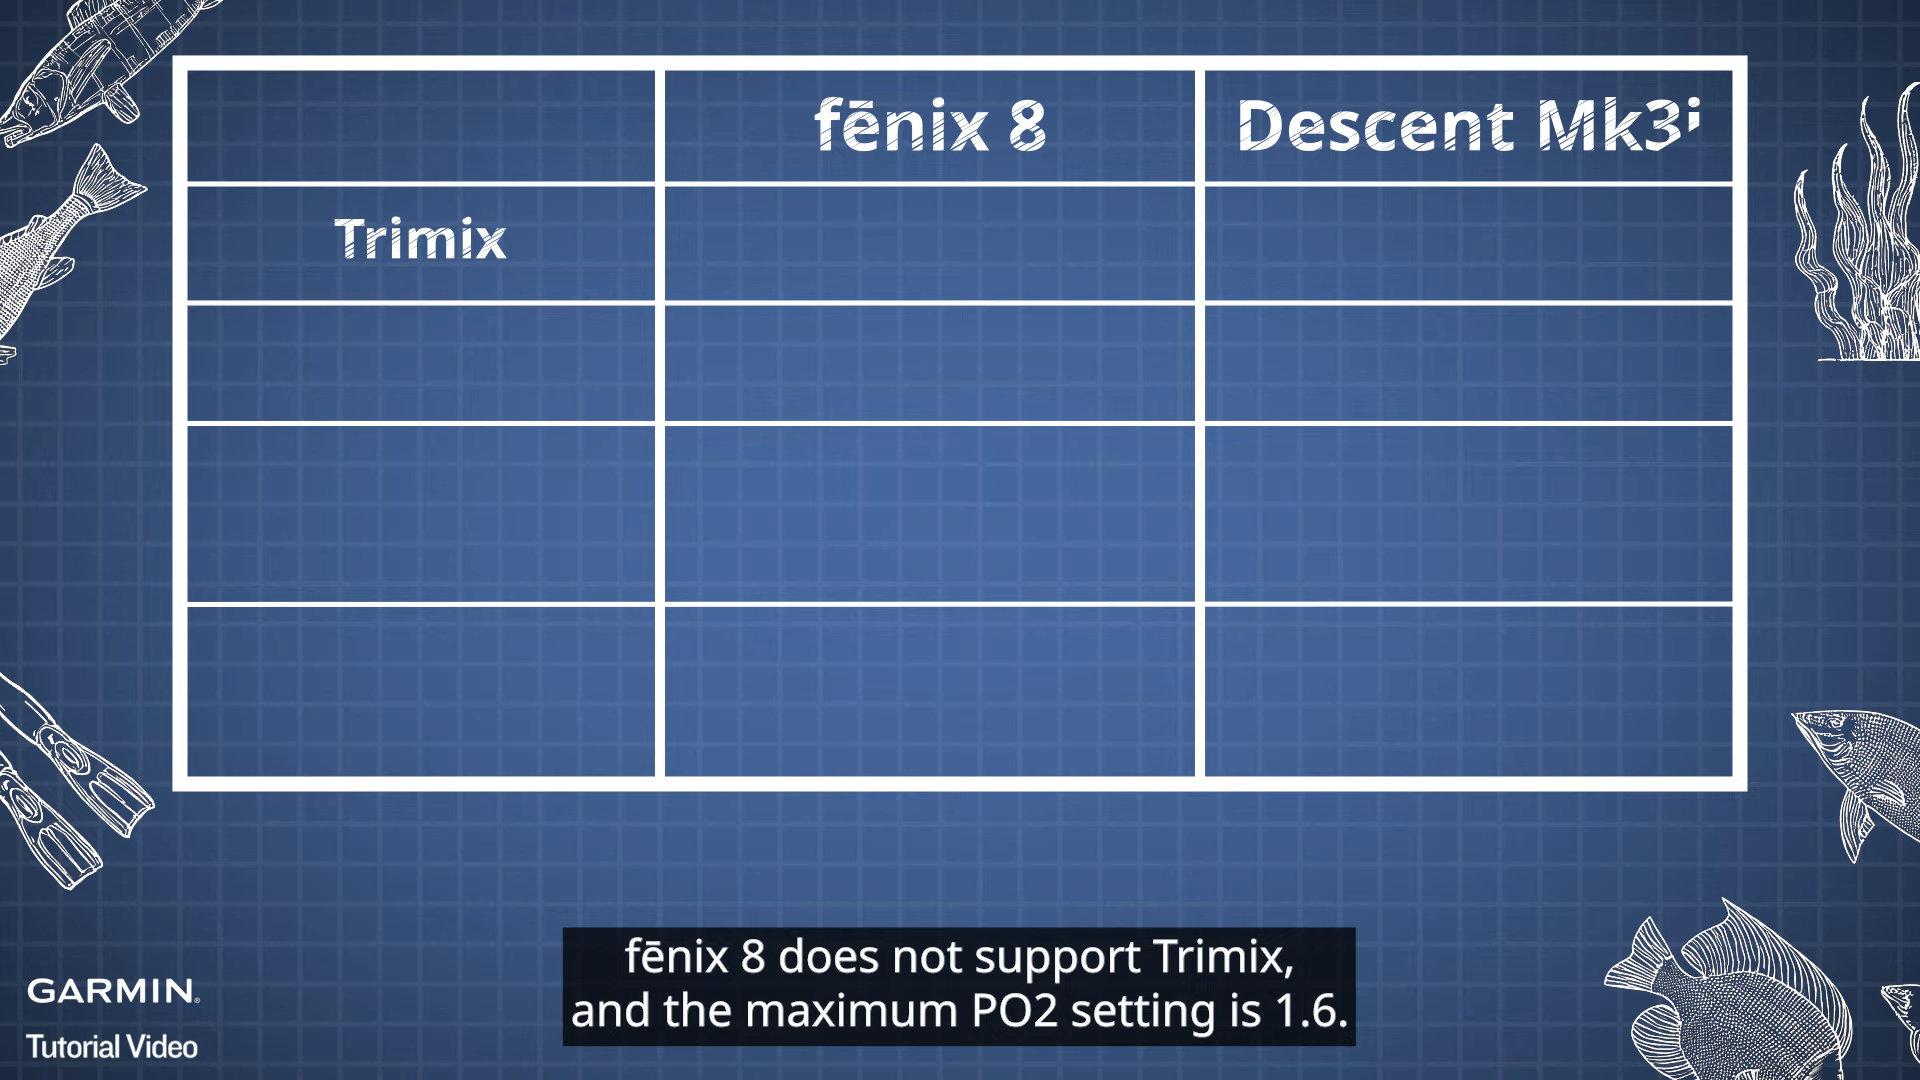 fēnix 8
Descent Mk3i
Trimix
fēnix 8 does not support Trimix,
and the maximum PO2 setting is 1.6.
GARMIN®
Tutorial Video